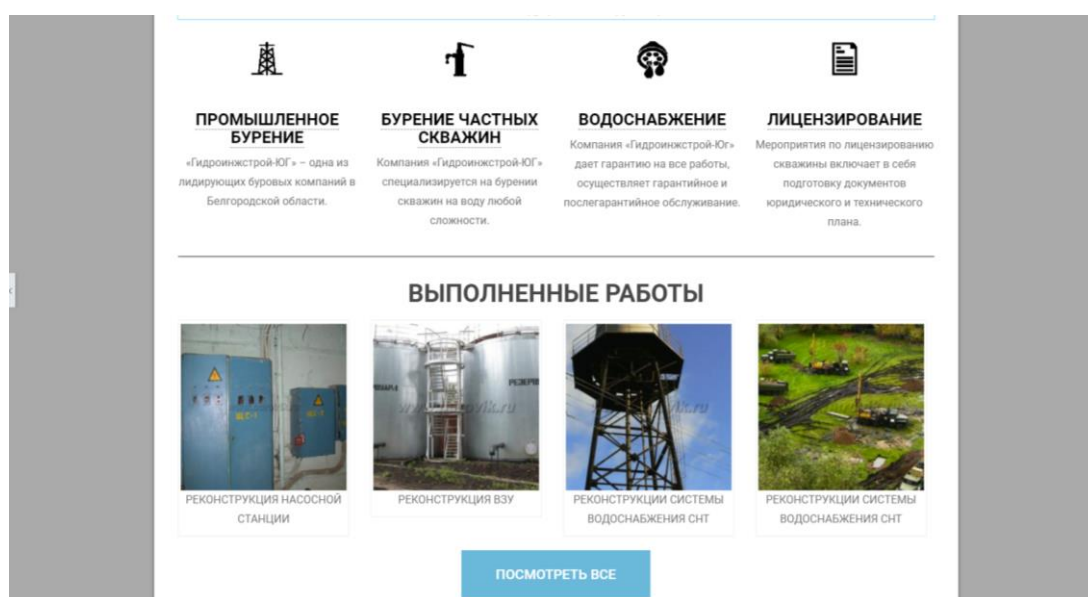 ПРОМЫШЛЕННОЕ
БУРЕНИЕ
«Гидроинжстрой-ЮГ» – одна из
лидирующих буровых компаний в
Белгородской области.
БУРЕНИЕ ЧАСТНЫХ
СКВАЖИН
Компания «Гидроинжстрой-ЮГ»
специализируется на бурении
скважин на воду любой
сложности.
ВОДОСНАБЖЕНИЕ
Компания «Гидроинжстрой-Юг»
дает гарантию на все работы,
осуществляет гарантийное и
послегарантийное обслуживание.
ЛИЦЕНЗИРОВАНИЕ
Мероприятия по лицензированию
скважины включает в себя
подготовку документов
юридического и технического
плана.
ВЫПОЛНЕННЫЕ РАБОТЫ
РЕКОНСТРУКЦИЯ НАСОСНОЙ
СТАНЦИИ
РЕКОНСТРУКЦИЯ ВЗУ
РЕКОНСТРУКЦИИ СИСТЕМЫ
ВОДОСНАБЖЕНИЯ СНТ
РЕКОНСТРУКЦИИ СИСТЕМЫ
ВОДОСНАБЖЕНИЯ СНТ
ПОСМОТРЕТЬ ВСЕ